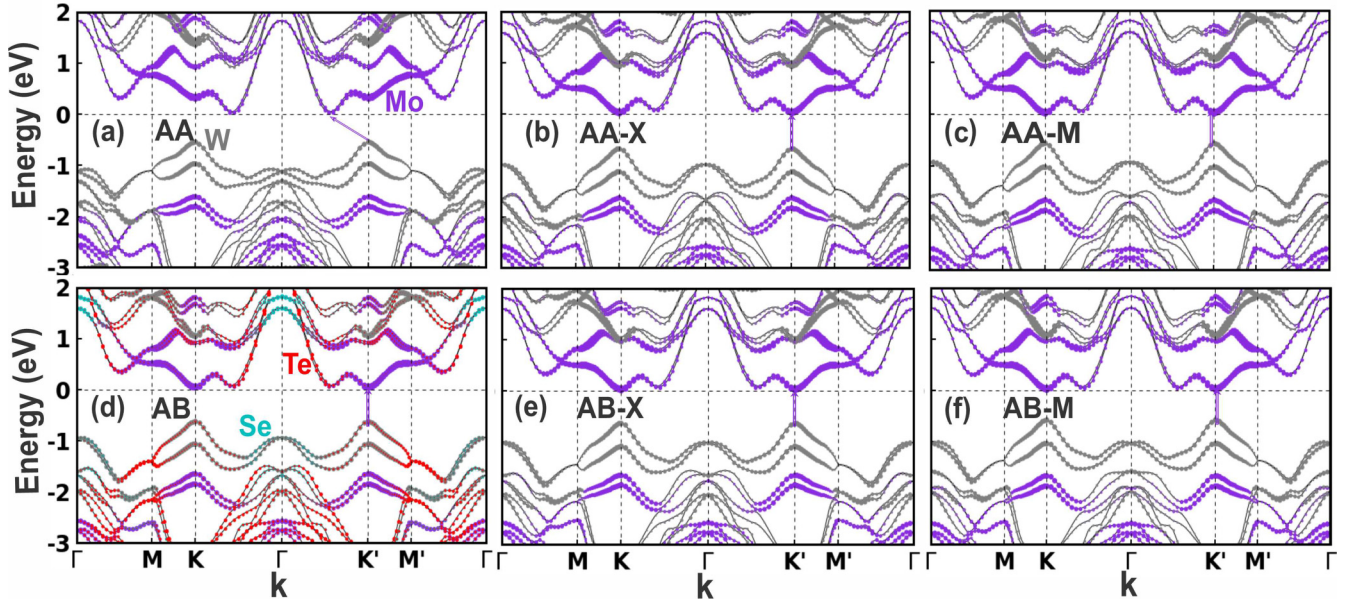 2
1
0
-1
-2
-3
Energy (eV)
(a) AA
W
Mo
(b) AA-X
(c) AA-M
2
1
0
-1
-2
-3
Energy (eV)
(d) AB
Te
Se
(e) AB-X
(f) AB-M
Γ M K Γ K' M' Γ
Γ M K Γ K' M' Γ
Γ M K Γ K' M' Γ
k
k
k